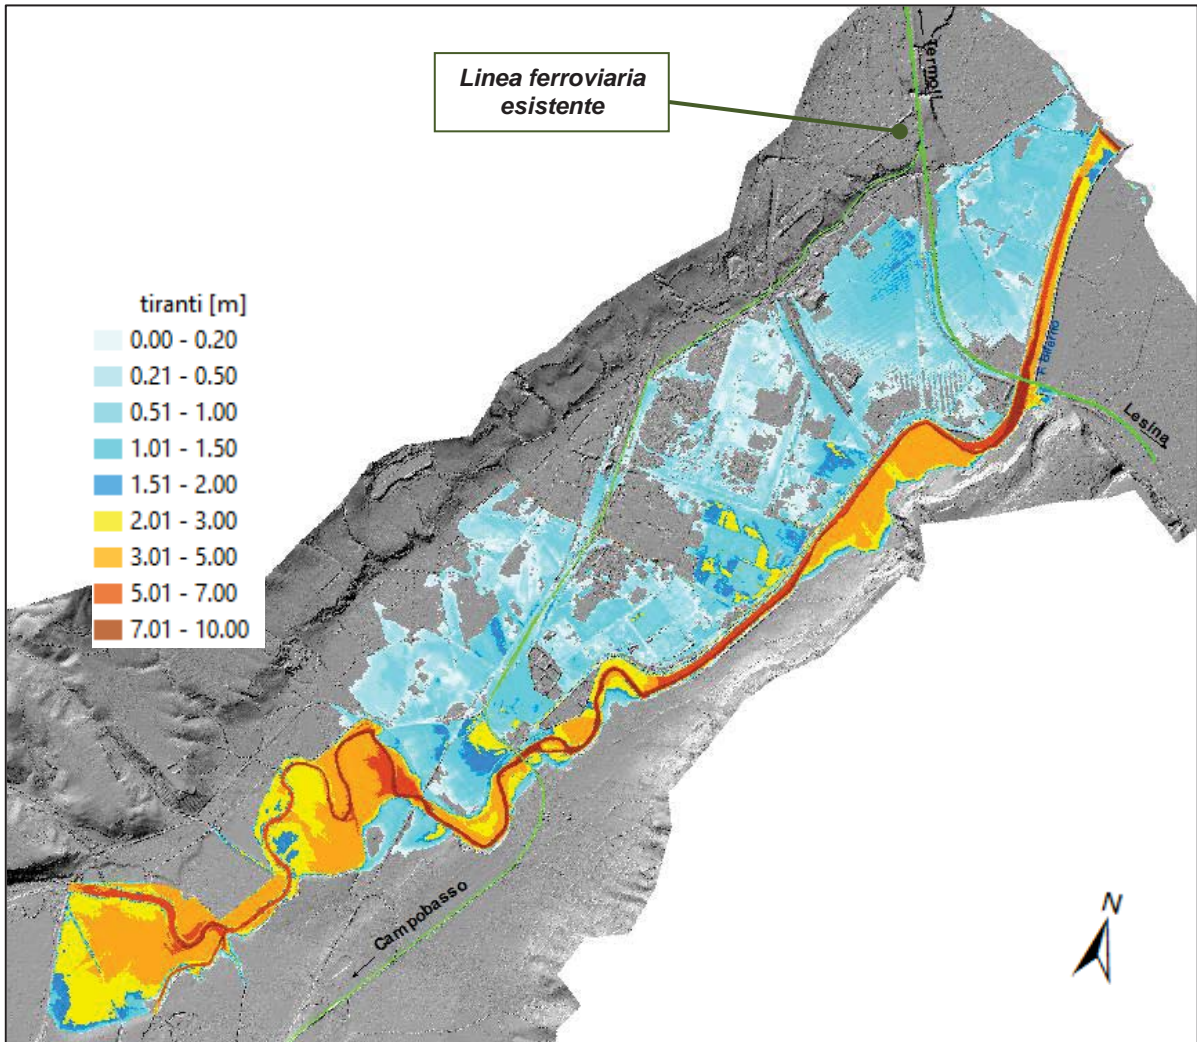 Linea ferroviaria
esistente
Termoli
tiranti [m]
0.00 - 0.20
0.21 - 0.50
0.51 - 1.00
1.01 - 1.50
1.51 - 2.00
2.01 - 3.00
3.01 - 5.00
5.01 - 7.00
7.01 - 10.00
F. Biferno
Lesina
Campobasso
N